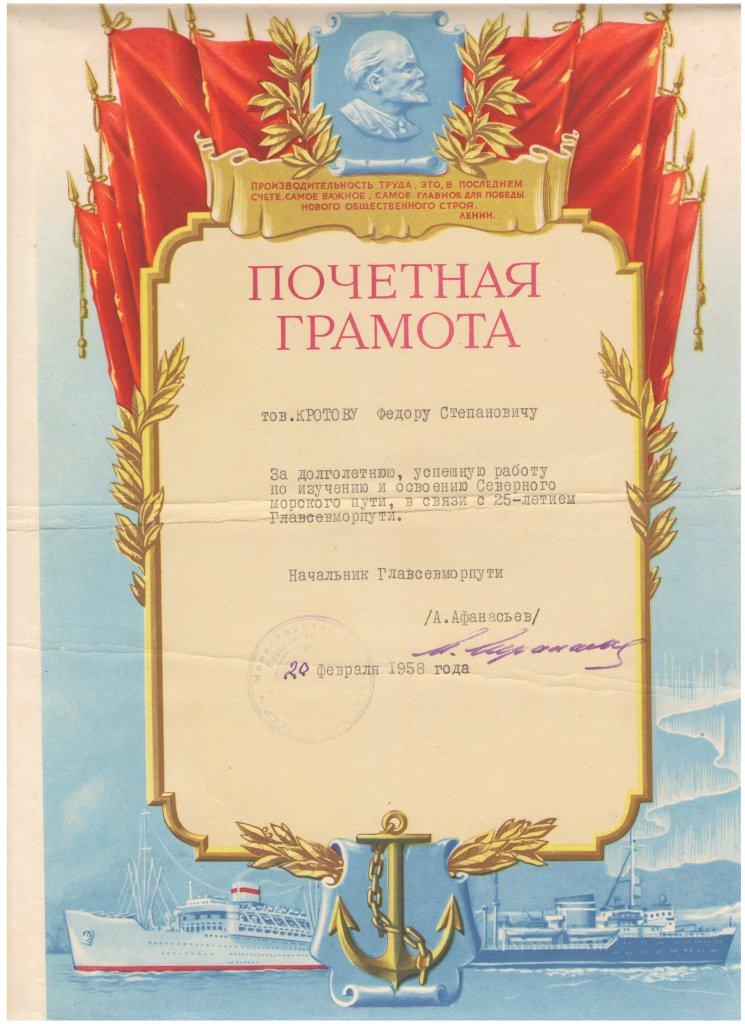 ПРОИЗВОДИТЕЛЬНОСТЬ ТРУДА, ЭТО, В ПОСЛЕДНЕМ
СЧЕТЕ, САМОЕ ВАЖНОЕ, САМОЕ ГЛАВНОЕ ДЛЯ ПОБЕДЫ
НОВОГО ОБЩЕСТВЕННОГО СТРОЯ.
ЛЕНИН.
ПОЧЕТНАЯ
ГРАМОТА
тов.КРОТОВУ Федору Степановичу
За долголетнюю, успешную работу
по изучению и освоению Северного
морского пути, в связи с 25-летием
Главсевморпути.
Начальник Главсевморпути
/А.Афанасьев/
20 февраля 1958 года
Министерство
СССР